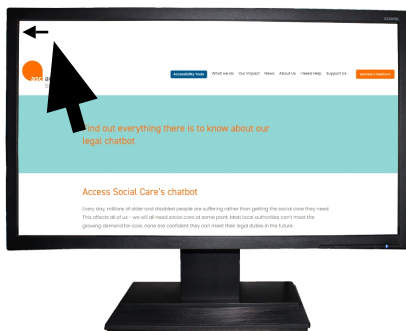 Accessibility Tools What we do Our Impact News About Us I Need Help Support Us
Find out everything there is to know about our
legal chatbot
Access Social Care's chatbot
Every day, millions of older and disabled people are suffering rather than getting the social care they need.
This affects all of us - we will all need social care at some point. Most local authorities can't meet the
growing demand for care, none are confident they can meet their legal duties in the future.